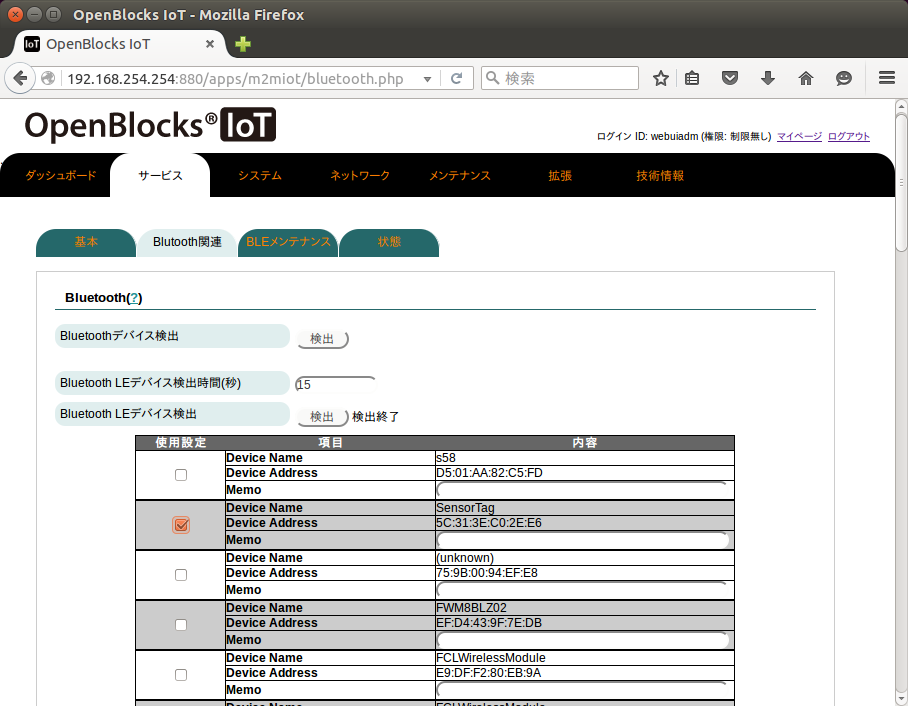 OpenBlocks IoT - Mozilla Firefox
IoT OpenBlocks IoT
192.168.254.254:880/apps/m2miot/bluetooth.php
検索
OpenBlocks® IoT
ログイン ID: webuiadm (権限: 制限無し) マイページ ログアウト
ダッシュボード サービス システム ネットワーク メンテナンス 拡張 技術情報
基本 Blutooth関連 BLEメンテナンス 状態
Bluetooth(?)
Bluetoothデバイス検出 検出
Bluetooth LEデバイス検出時間(秒) 15
Bluetooth LEデバイス検出 検出 検出終了
使用設定 項目 内容
Device Name s58
Device Address D5:01:AA:82:C5:FD
Memo
Device Name SensorTag
Device Address 5C:31:3E:C0:2E:E6
Memo
Device Name (unknown)
Device Address 75:9B:00:94:EF:E8
Memo
Device Name FWM8BLZ02
Device Address EF:D4:43:9F:7E:DB
Memo
Device Name FCLWirelessModule
Device Address E9:DF:F2:80:EB:9A
Memo
Device Name FCLWirelessModule